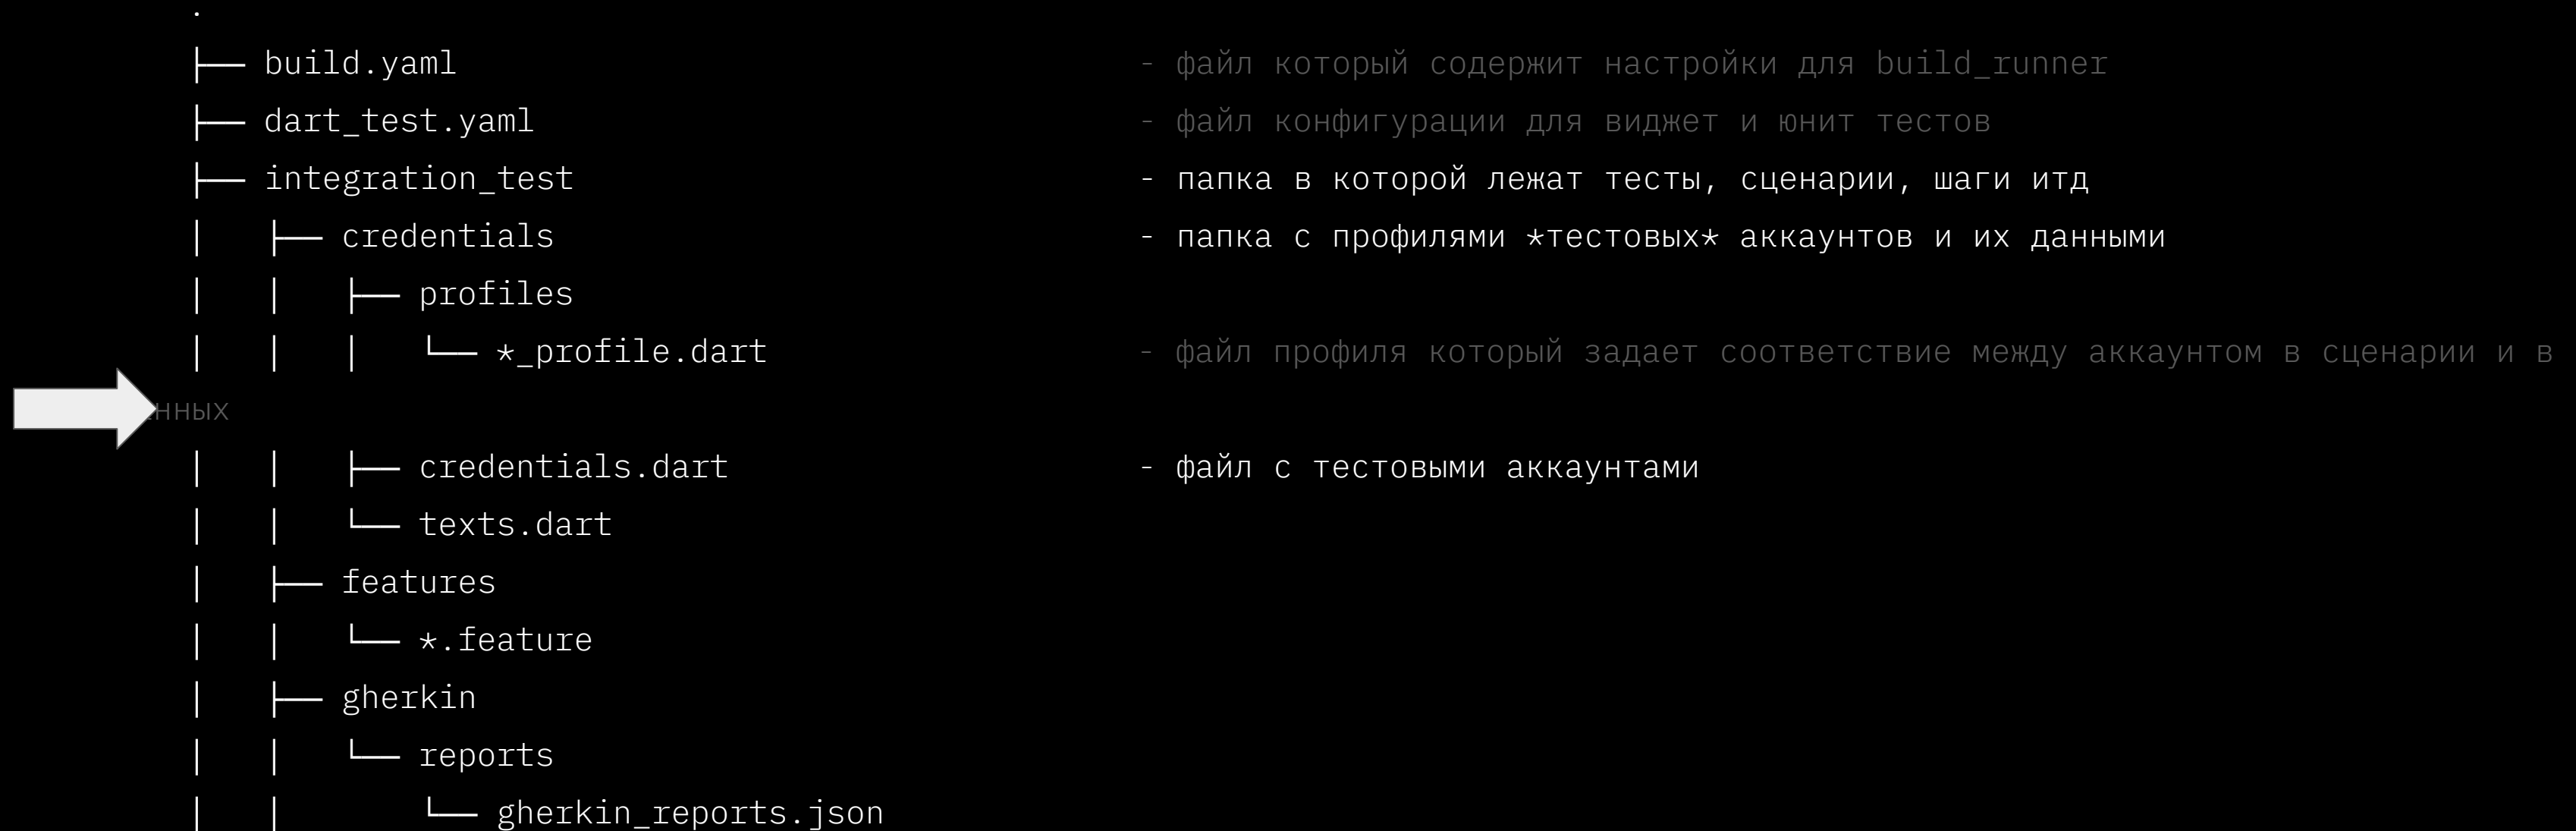 .
├── build.yaml - файл который содержит настройки для build_runner
├── dart_test.yaml - файл конфигурации для виджет и юнит тестов
├── integration_test - папка в которой лежат тесты, сценарии, шаги итд
│   ├── credentials - папка с профилями *тестовых* аккаунтов и их данными
│   │   ├── profiles
│   │   │   └── *_profile.dart - файл профиля который задает соответствие между аккаунтом в сценарии и в
нных
│   │   ├── credentials.dart - файл с тестовыми аккаунтами
│   │   └── texts.dart
│   ├── features
│   │   └── *.feature
│   ├── gherkin
│   │   └── reports
│   │       └── gherkin_reports.json